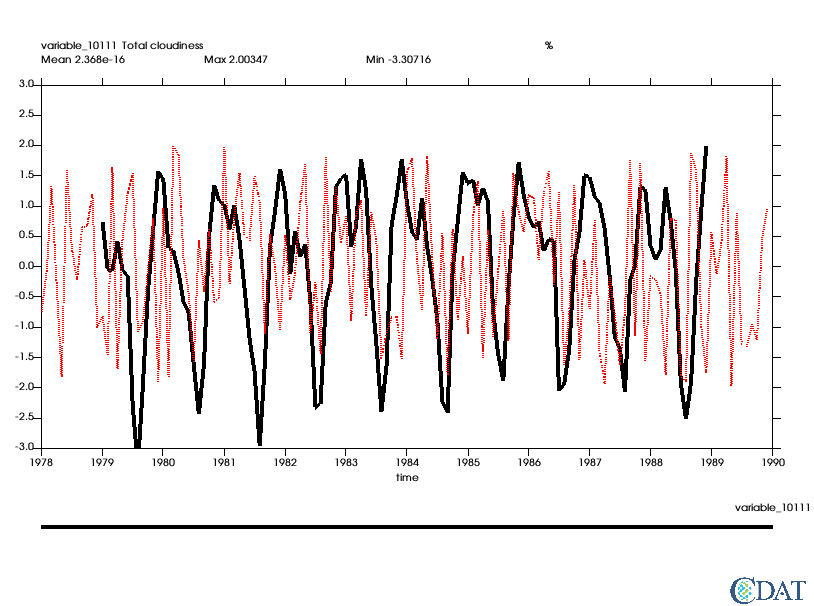 variable_10111 Total cloudiness %
Mean 2.368e-16 Max 2.00347 Min -3.30716
3.0
2.5
2.0
1.5
1.0
0.5
0.0
-0.5
-1.0
-1.5
-2.0
-2.5
-3.0
1978 1979 1980 1981 1982 1983 1984 1985 1986 1987 1988 1989 1990
time
variable_10111
CDAT